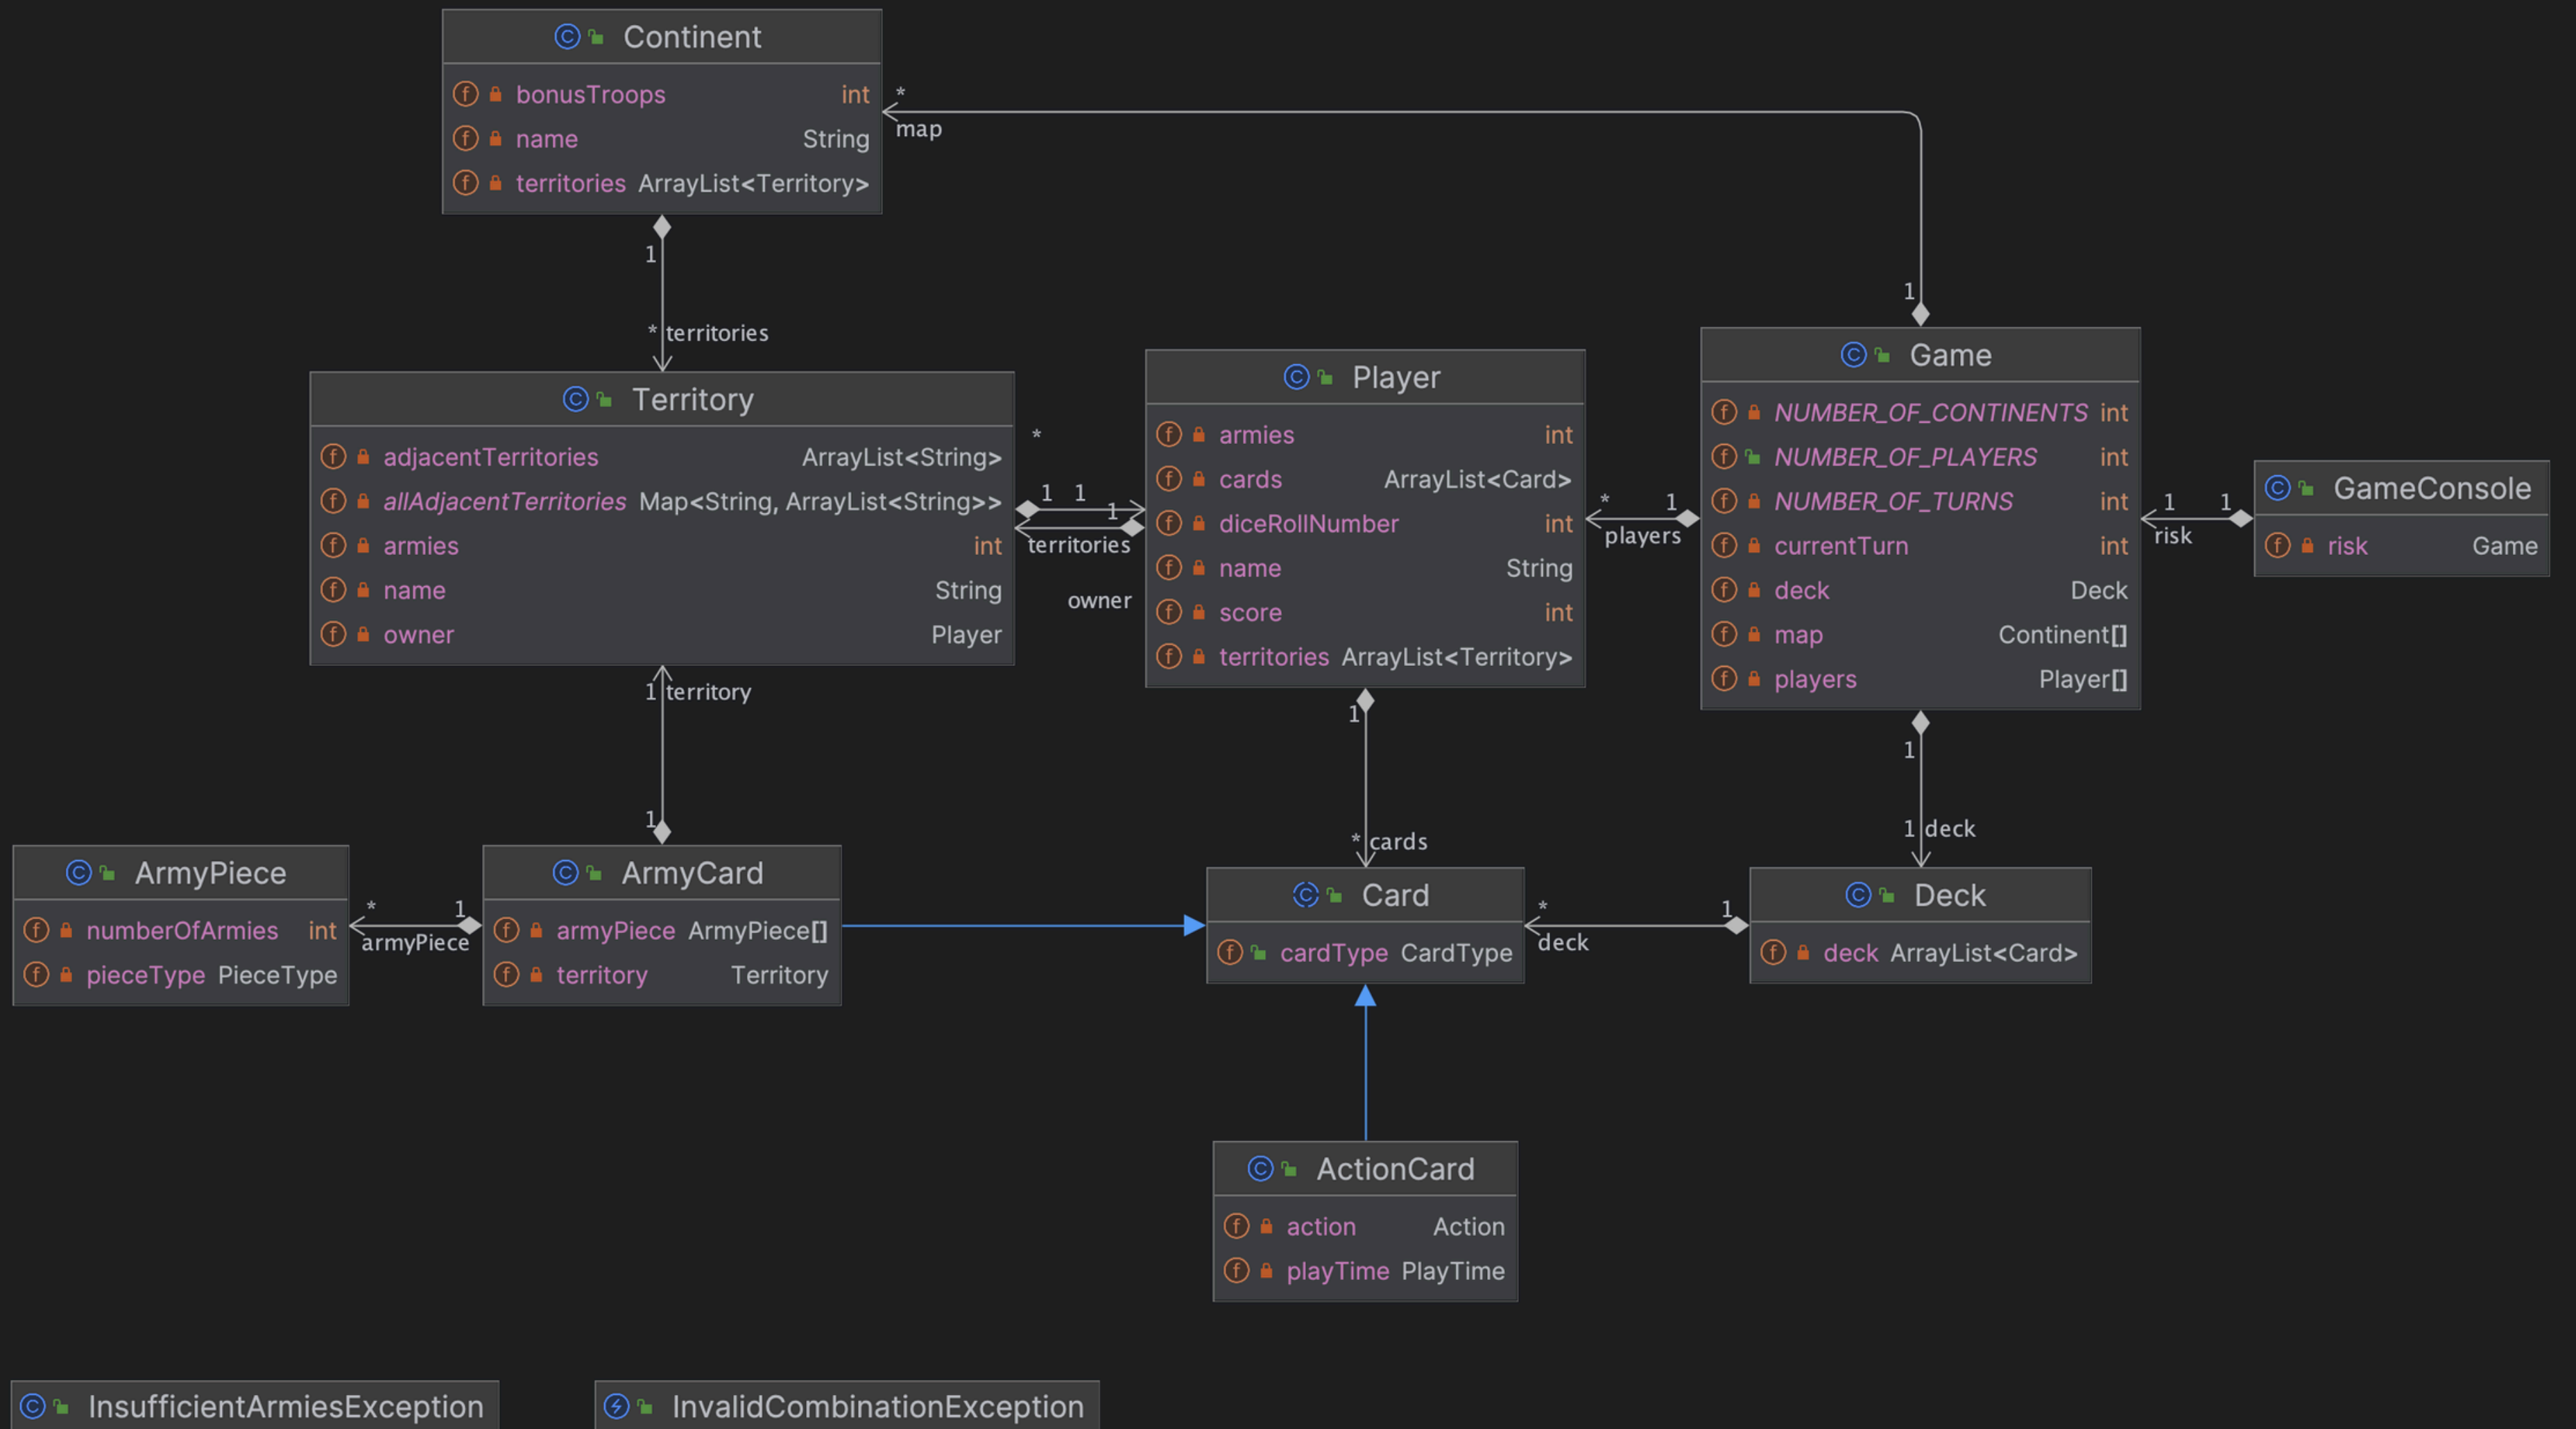 Continent
bonusTroops int
name String
territories ArrayList<Territory>
*
map
1
* territories
1
Territory
adjacentTerritories ArrayList<String>
allAdjacentTerritories Map<String, ArrayList<String>>
armies int
name String
owner Player
*
1 1
1
territories
owner
Player
armies int
cards ArrayList<Card>
diceRollNumber int
name String
score int
territories ArrayList<Territory>
* 1
players
Game
NUMBER_OF_CONTINENTS int
NUMBER_OF_PLAYERS int
NUMBER_OF_TURNS int
currentTurn int
deck Deck
map Continent[]
players Player[]
1 1
risk
GameConsole
risk Game
1 territory
1
1
* cards
1
1 deck
ArmyPiece
numberOfArmies int
pieceType PieceType
* 1
armyPiece
ArmyCard
armyPiece ArmyPiece[]
territory Territory
Card
cardType CardType
* 1
deck
Deck
deck ArrayList<Card>
ActionCard
action Action
playTime PlayTime
InsufficientArmiesException
InvalidCombinationException